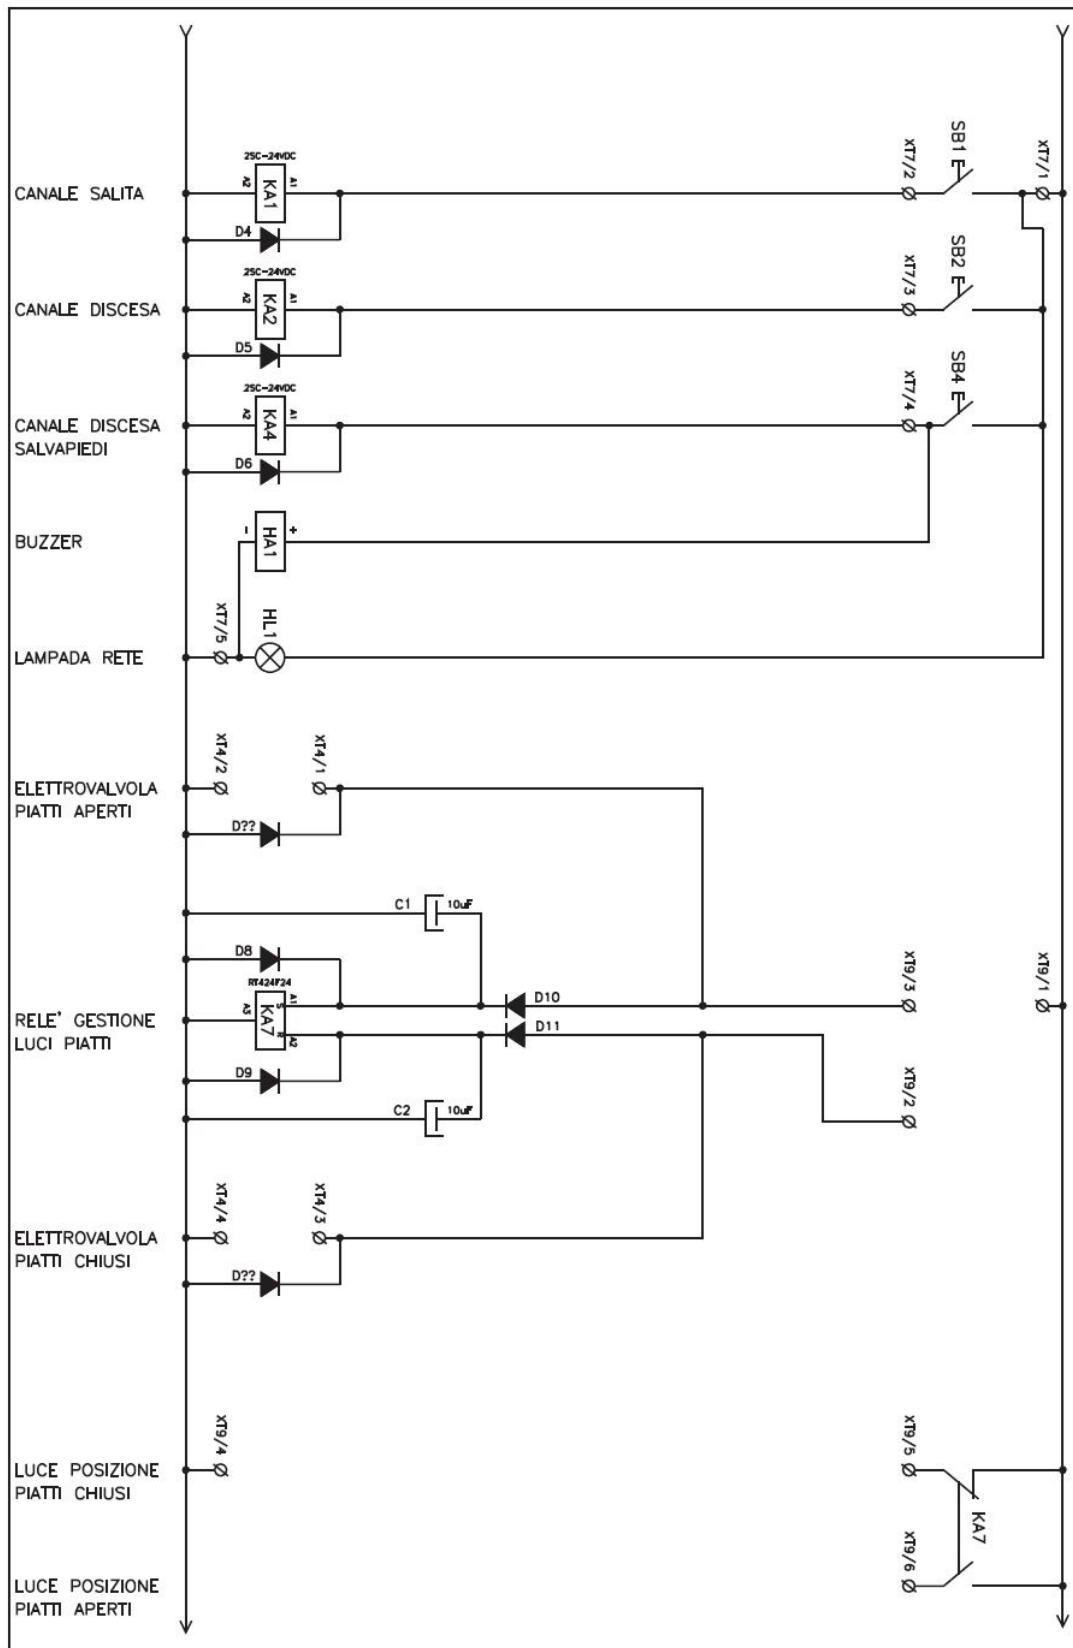 XT7/2
SB1
XT7/1
2SC-24VDC
CANALE SALITA
A2
KA1
A1
D4
XT7/3
SB2
2SC-24VDC
CANALE DISCESA
A2
KA2
A1
D5
XT7/4
SB4
2SC-24VDC
CANALE DISCESA
SALVAPIEDI
A2
KA4
A1
D6
BUZZER
-
HA1
+
XT7/5
HL1
LAMPADA RETE
XT4/2
XT4/1
ELETTROVALVOLA
PIATTI APERTI
D??
C1
10uF
D8
XT9/3
XT9/1
RT424F24
A1
S
D10
RELE' GESTIONE
LUCI PIATTI
A3
KA7
R
A2
D11
D9
XT9/2
C2
10uF
XT4/4
XT4/3
ELETTROVALVOLA
PIATTI CHIUSI
D??
XT9/4
XT9/5
LUCE POSIZIONE
PIATTI CHIUSI
KA7
XT9/6
LUCE POSIZIONE
PIATTI APERTI